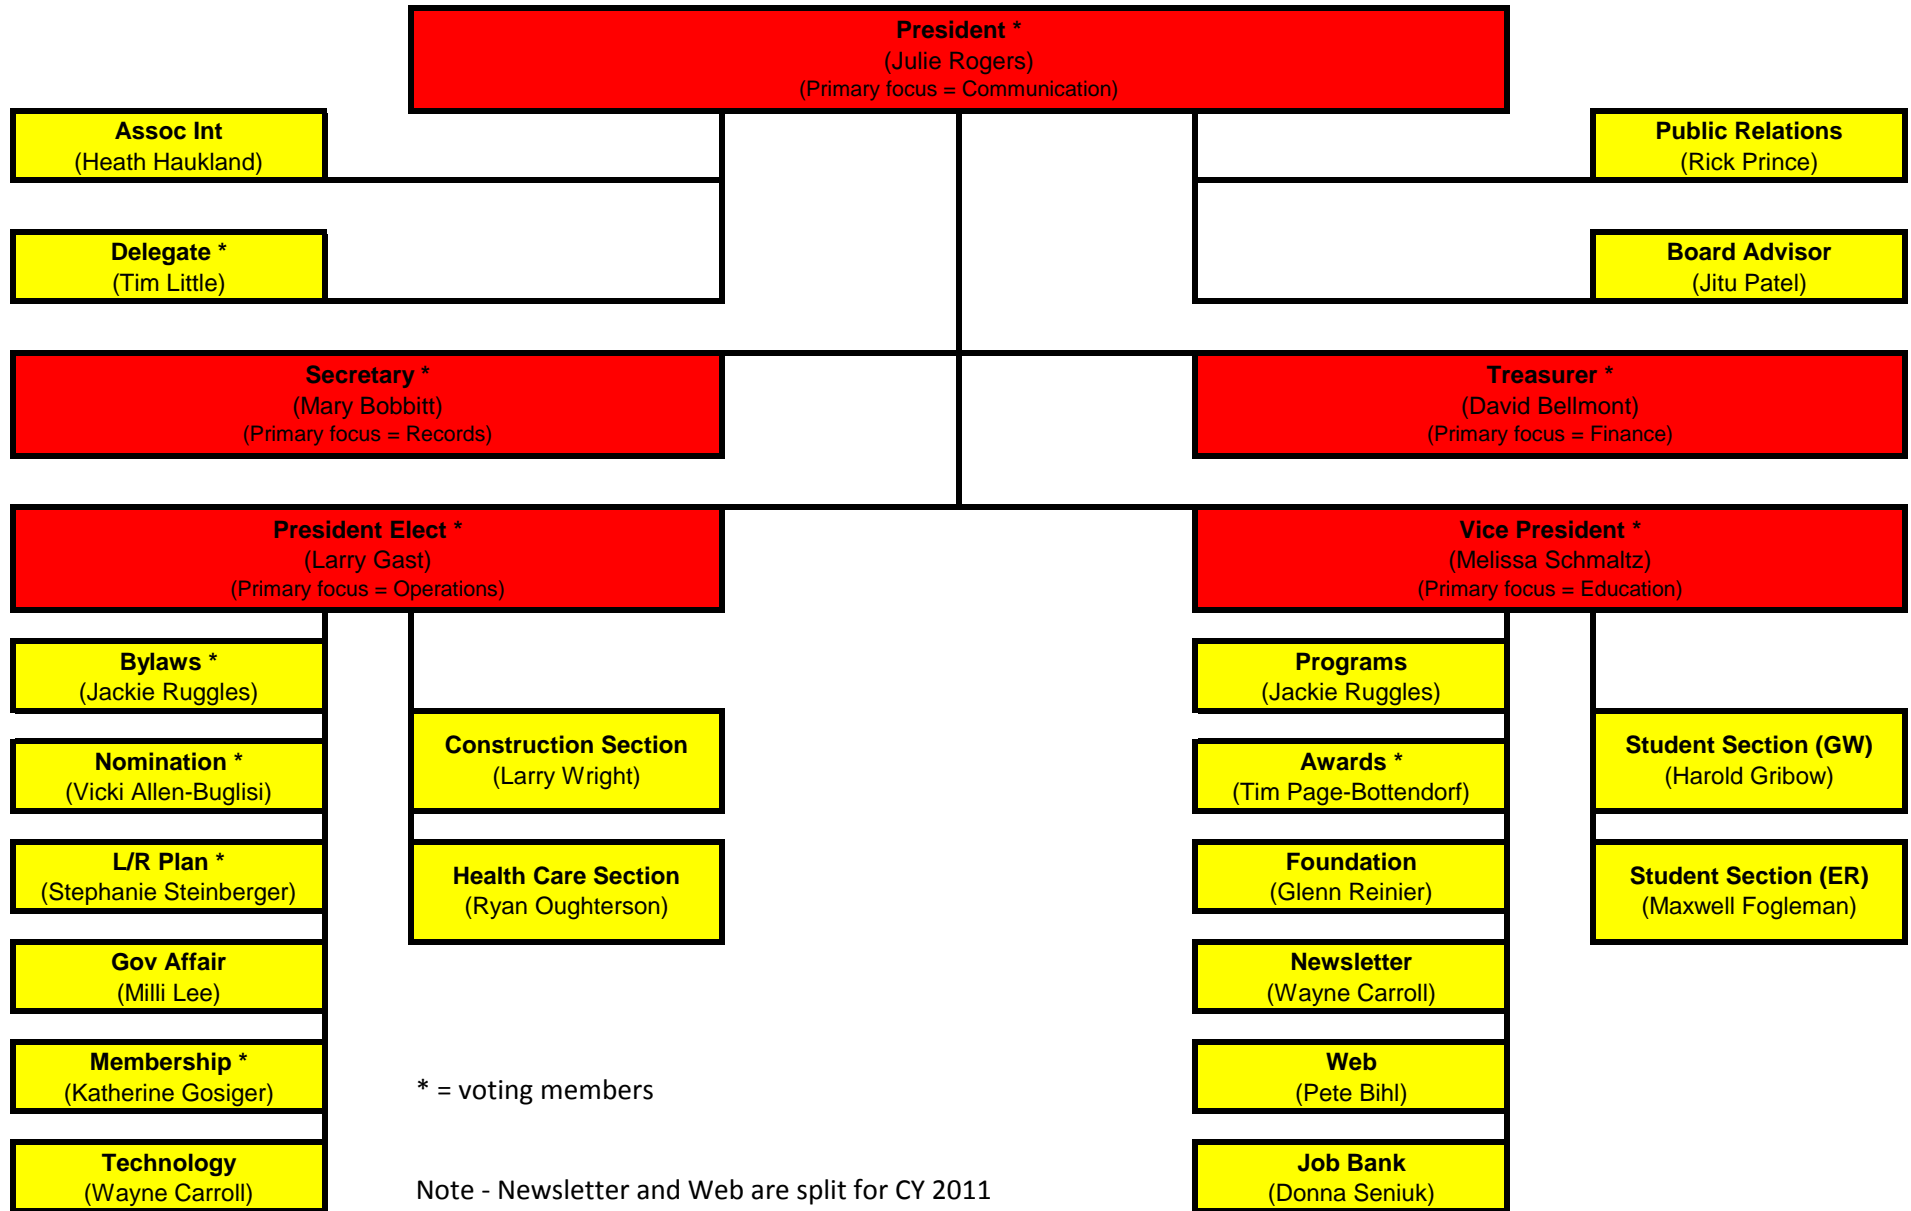 President *
(Julie Rogers)
(Primary focus = Communication)
Assoc Int
(Heath Haukland)
Public Relations
(Rick Prince)
Delegate *
(Tim Little)
Board Advisor
(Jitu Patel)
Secretary *
(Mary Bobbitt)
(Primary focus = Records)
Treasurer *
(David Bellmont)
(Primary focus = Finance)
President Elect *
(Larry Gast)
(Primary focus = Operations)
Vice President *
(Melissa Schmaltz)
(Primary focus = Education)
Bylaws *
(Jackie Ruggles)
Nomination *
(Vicki Allen-Buglisi)
L/R Plan *
(Stephanie Steinberger)
Gov Affair
(Milli Lee)
Membership *
(Katherine Gosiger)
Technology
(Wayne Carroll)
Construction Section
(Larry Wright)
Health Care Section
(Ryan Oughterson)
Programs
(Jackie Ruggles)
Awards *
(Tim Page-Bottendorf)
Foundation
(Glenn Reinier)
Newsletter
(Wayne Carroll)
Web
(Pete Bihl)
Job Bank
(Donna Seniuk)
Student Section (GW)
(Harold Gribow)
Student Section (ER)
(Maxwell Fogleman)
* = voting members
Note - Newsletter and Web are split for CY 2011